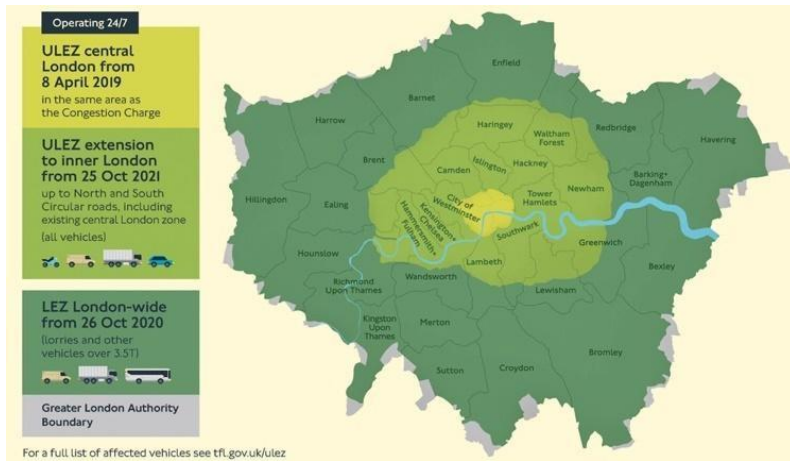 Operating 24/7
ULEZ central
London from
8 April 2019
in the same area as
the Congestion Charge
ULEZ extension
to inner London
from 25 Oct 2021
up to North and South
Circular roads, including
existing central London zone
(all vehicles)
LEZ London-wide
from 26 Oct 2020
(lorries and other
vehicles over 3.5T)
Greater London Authority
Boundary
For a full list of affected vehicles see tfl.gov.uk/ulez
Enfield
Barnet
Harrow
Haringey
Waltham
Forest
Redbridge
Havering
Brent
Camden
Islington
Hackney
Barking+
Dagenham
Hillingdon
Ealing
City of
Westminster
Kensington+
Chelsea
Hammersmith+
Fulham
Tower
Hamlets
Newham
Southwark
Hounslow
Greenwich
Richmond
Upon Thames
Wandsworth
Lambeth
Lewisham
Bexley
Kingston
Upon
Thames
Merton
Sutton
Croydon
Bromley